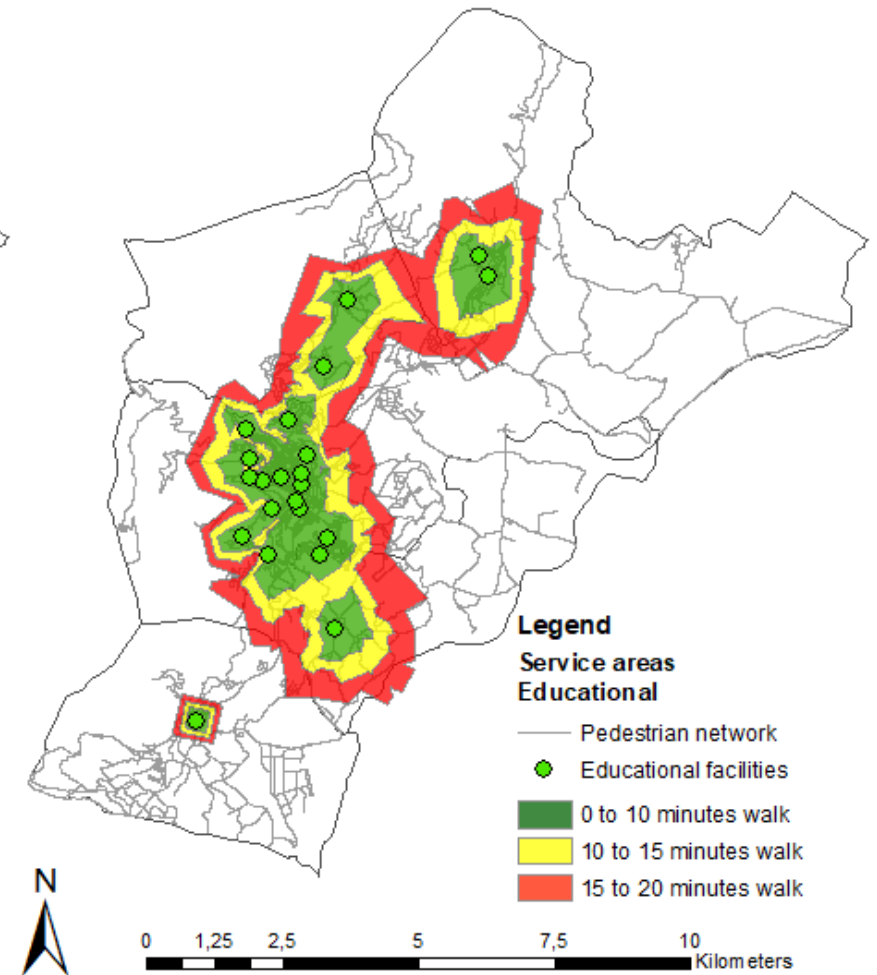 Legend
Service areas
Educational
Pedestrian network
Educational facilities
0 to 10 minutes walk
10 to 15 minutes walk
15 to 20 minutes walk
N
0 1,25 2,5 5 7,5 10
Kilometers